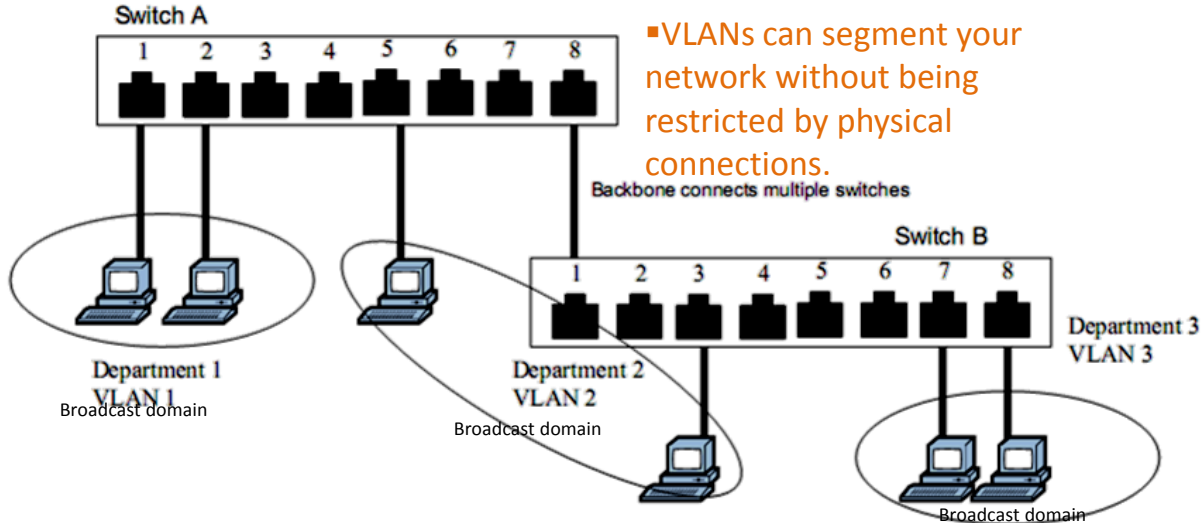 Switch A
1 2 3 4 5 6 7 8
▪VLANs can segment your
network without being
restricted by physical
connections.
Backbone connects multiple switches
Switch B
1 2 3 4 5 6 7 8
Department 1
VLAN 1
Broadcast domain
Department 2
VLAN 2
Broadcast domain
Department 3
VLAN 3
Broadcast domain